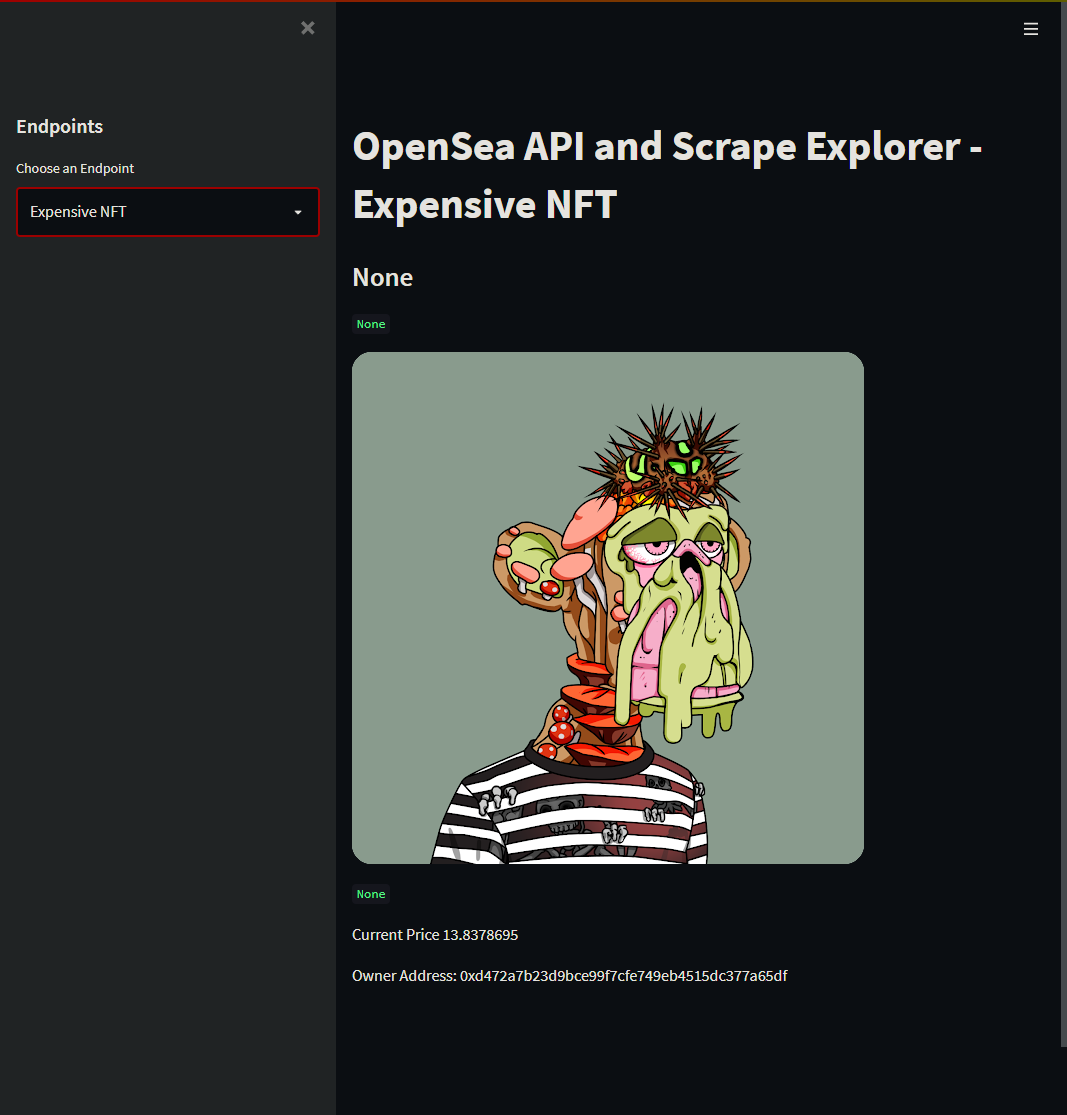 Endpoints
Choose an Endpoint
Expensive NFT
OpenSea API and Scrape Explorer -
Expensive NFT
None
None
None
Current Price 13.8378695
Owner Address: 0xd472a7b23d9bce99f7cfe749eb4515dc377a65df